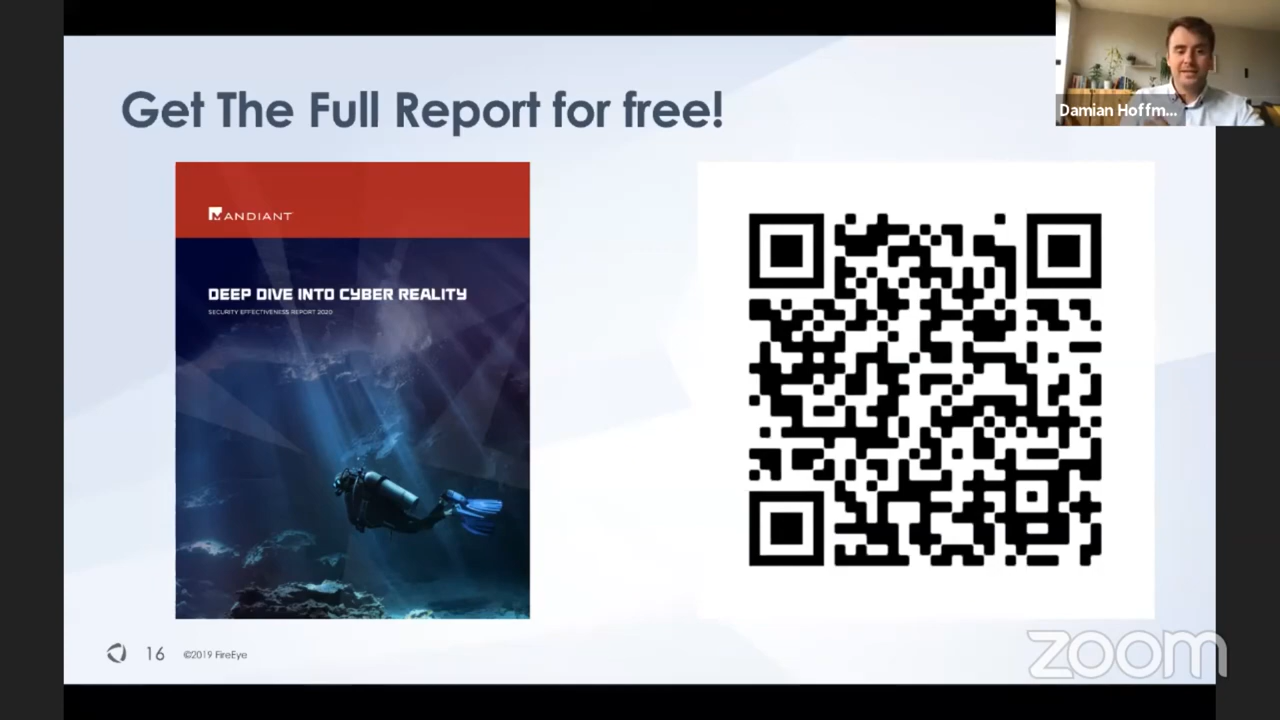 Get The Full Report for free!
Damian Hoffm...
MANDIANT
DEEP DIVE INTO CYBER REALITY
SECURITY EFFECTIVENESS REPORT 2020
16 ©2019 FireEye
zoom